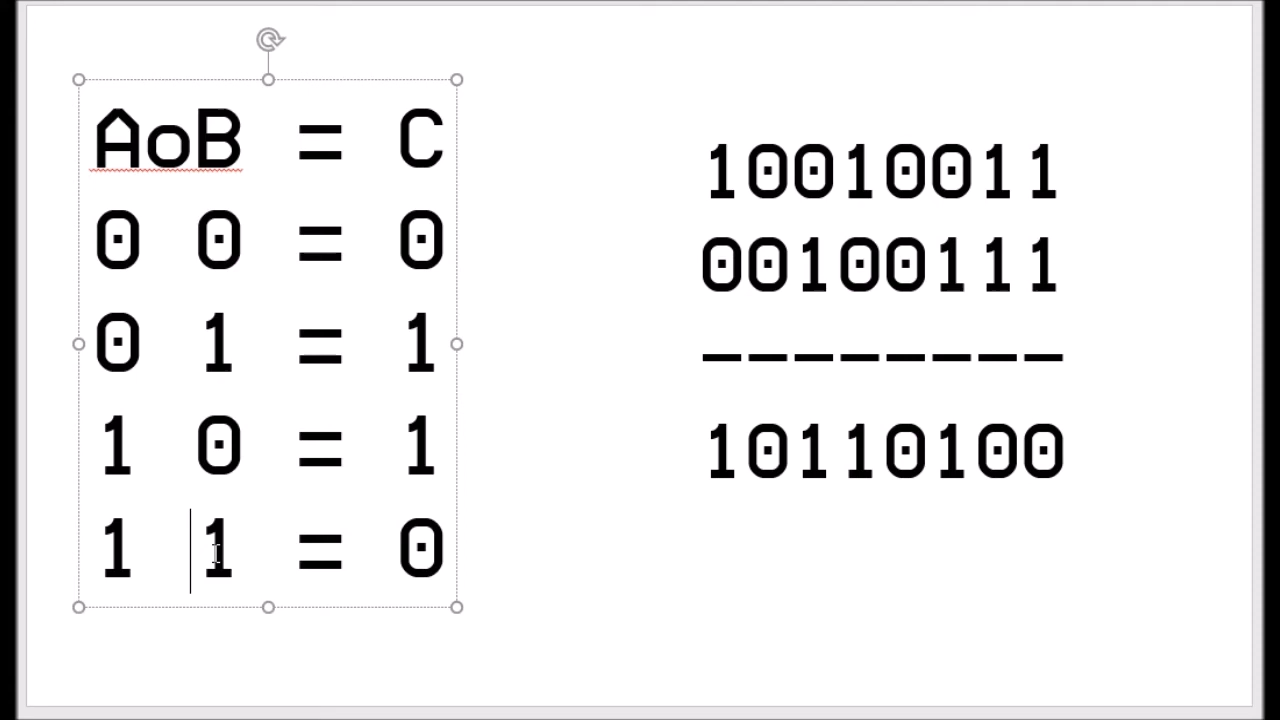 AoB = C
0 0 = 0
0 1 = 1
1 0 = 1
1 1 = 0
10010011
00100111
--------
10110100